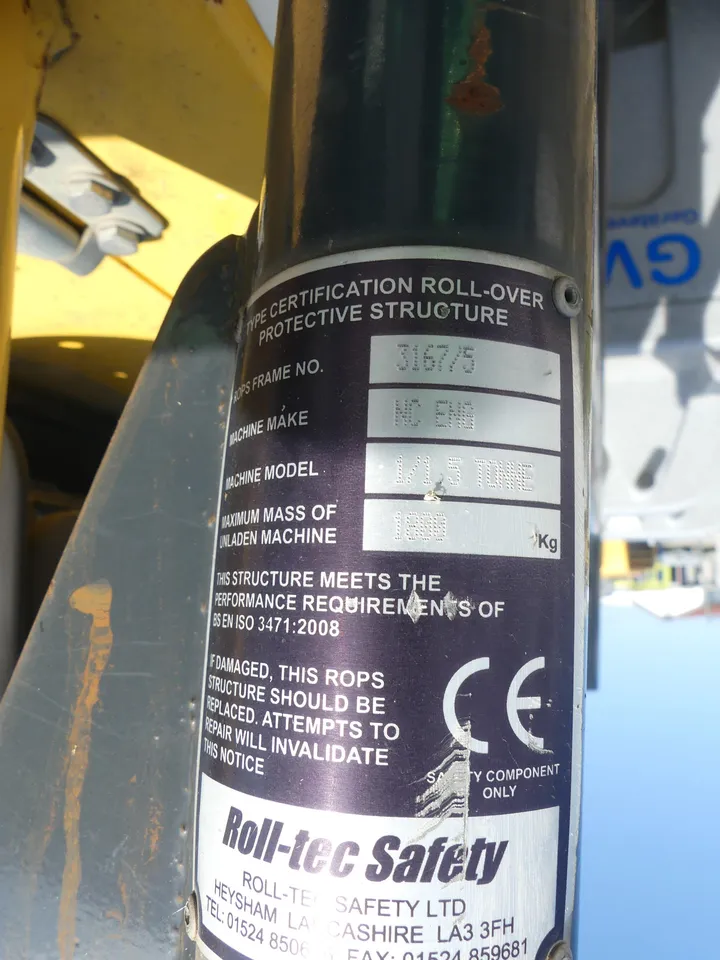 TYPE CERTIFICATION ROLL-OVER
PROTECTIVE STRUCTURE
ROPS FRAME NO. 31677/5
MACHINE MAKE NC ENG
MACHINE MODEL 1/1.5 TONNE
MAXIMUM MASS OF
UNLADEN MACHINE 1800 Kg
THIS STRUCTURE MEETS THE
PERFORMANCE REQUIREMENTS OF
BS EN ISO 3471:2008
IF DAMAGED, THIS ROPS
STRUCTURE SHOULD BE
REPLACED. ATTEMPTS TO
REPAIR WILL INVALIDATE
THIS NOTICE
CE
SAFETY COMPONENT
ONLY
Roll-tec Safety
ROLL-TEC SAFETY LTD
HEYSHAM LANCASHIRE LA3 3FH
TEL: 01524 FAX: 01524 859681
GV